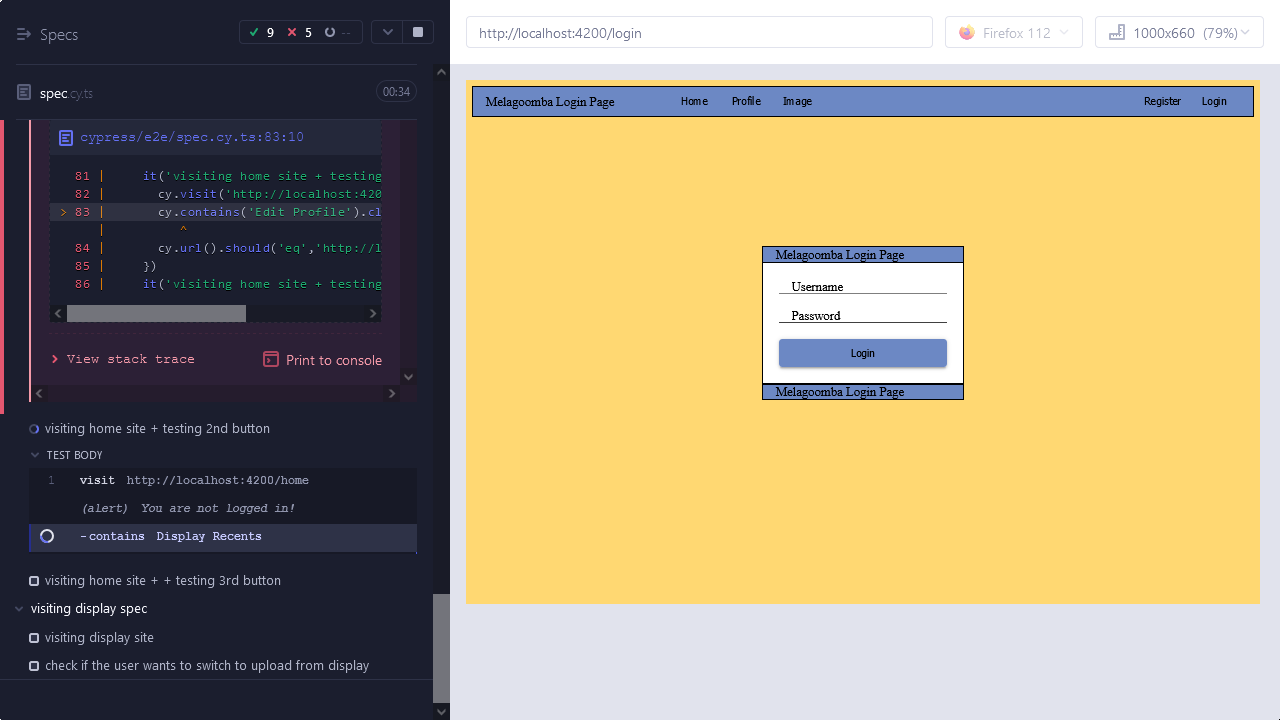 Specs
9
5
--
spec.cy.ts
00:34
cypress/e2e/spec.cy.ts:83:10
81 | it('visiting home site + testing
82 | cy.visit('http://localhost:420
> 83 | cy.contains('Edit Profile').cl
| ^
84 | cy.url().should('eq','http://l
85 | })
86 | it('visiting home site + testing
> View stack trace
Print to console
visiting home site + testing 2nd button
TEST BODY
1 visit http://localhost:4200/home
(alert) You are not logged in!
-contains Display Recents
visiting home site + + testing 3rd button
visiting display spec
visiting display site
check if the user wants to switch to upload from display
http://localhost:4200/login
Firefox 112
1000x660 (79%)
Melagoomba Login Page
Home
Profile
Image
Register
Login
Melagoomba Login Page
Username
Password
Login
Melagoomba Login Page